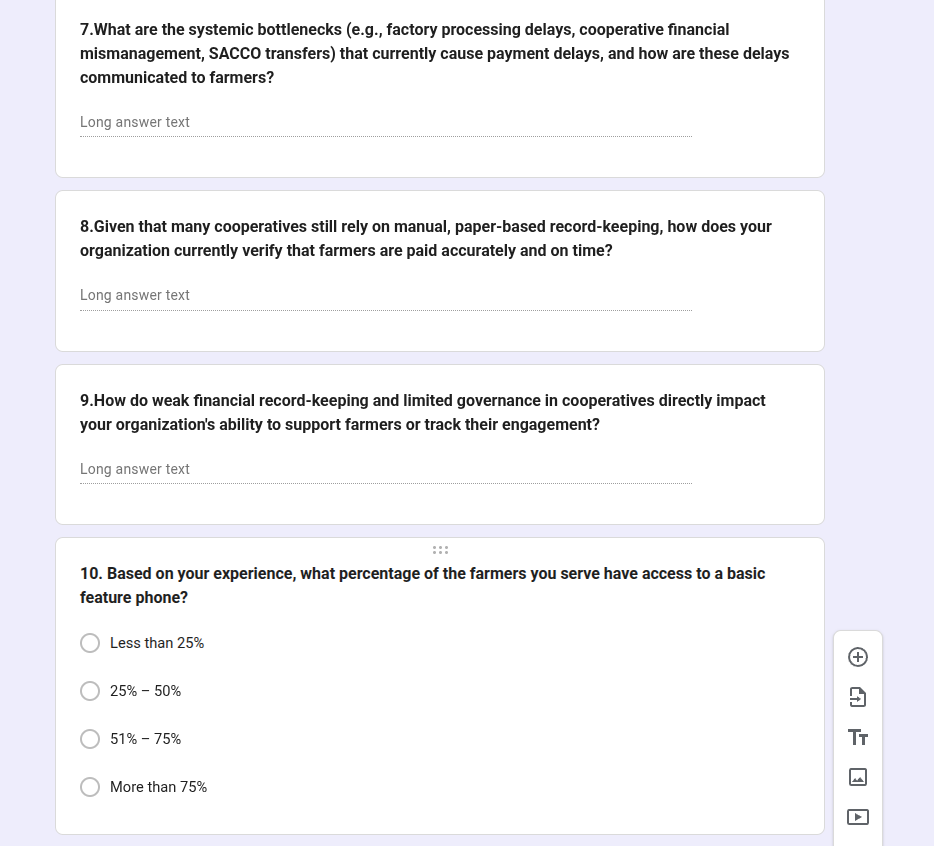 7.What are the systemic bottlenecks (e.g., factory processing delays, cooperative financial
mismanagement, SACCO transfers) that currently cause payment delays, and how are these delays
communicated to farmers?
Long answer text
8.Given that many cooperatives still rely on manual, paper-based record-keeping, how does your
organization currently verify that farmers are paid accurately and on time?
Long answer text
9.How do weak financial record-keeping and limited governance in cooperatives directly impact
your organization's ability to support farmers or track their engagement?
Long answer text
10. Based on your experience, what percentage of the farmers you serve have access to a basic
feature phone?
Less than 25%
25% – 50%
51% – 75%
More than 75%